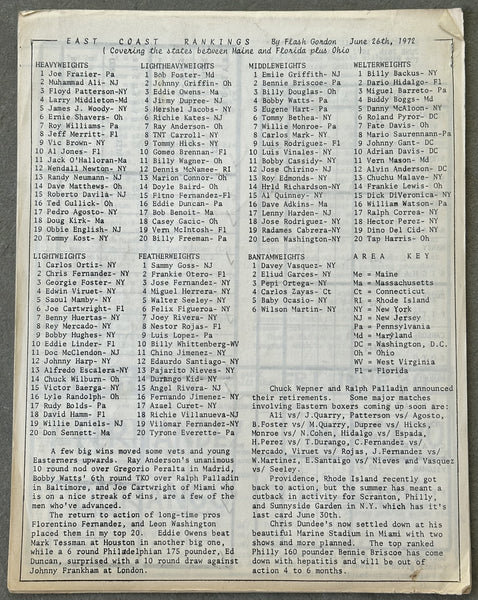 EAST COAST RANKINGS By Flash Gordon June 26th, 1972
( Covering the states between Maine and Florida plus Ohio )
HEAVYWEIGHTS
1 Joe Frazier- Pa
2 Muhammad Ali- NJ
3 Floyd Patterson-NY
4 Larry Middleton-Md
5 James J. Woody- NY
6 Ernie Shavers- Oh
7 Roy Williams- Pa
8 Jeff Merritt- Fl
9 Vic Brown- NY
10 Al Jones- Fl
11 Jack O'Halloran-Ma
12 Wendall Newton- NY
13 Randy Neumann- NJ
14 Dave Matthews- Oh
15 Roberto Davilla- NJ
16 Ted Gullick- Oh
17 Pedro Agosto- NY
18 Doug Kirk- Ma
19 Obbie English- NJ
20 Tommy Kost- NY
LIGHTHEAVYWEIGHTS
1 Bob Foster- Md
2 Johnny Griffin- Oh
3 Eddie Owens- Ma
4 Jimmy Dupree- NJ
5 Hershel Jacobs- NY
6 Richie Kates- NJ
7 Ray Anderson- Oh
8 TNT Carroll- NY
9 Tommy Hicks- NY
10 Gomeo Brennan- Fl
11 Billy Wagner- Oh
12 Dennis McNamee- RI
13 Marion Connor- Oh
14 Doyle Baird- Oh
15 Ftno Fernandez-Fl
16 Eddie Duncan- Pa
17 Bob Benoit- Ma
18 Casey Gacic- Oh
19 Vern McIntosh- Fl
20 Billy Freeman- Pa
MIDDLEWEIGHTS
1 Emile Griffith- NJ
2 Bennie Briscoe- Pa
3 Billy Douglas- Oh
4 Bobby Watts- Pa
5 Eugene Hart- Pa
6 Tommy Bethea- NY
7 Willie Monroe- Pa
8 Carlos Mark- NY
9 Luis Rodriguez- Fl
10 Luis Vinales- NY
11 Bobby Cassidy- NY
12 Jose Chirino- NJ
13 Roy Edmonds- NY
14 Hrld Richardson-NY
15 Al Quinney- NY
16 Dave Adkins- Ma
17 Lenny Harden- NJ
18 Jose Rodriguez- NY
19 Radames Cabrera-NY
20 Leon Washington-NY
WELTERWEIGHTS
1 Billy Backus- NY
2 Dario Hidalgo- Fl
3 Miguel Barreto- Pa
4 Buddy Boggs- Md
5 Danny McAloon- NY
6 Roland Pryor- DC
7 Fate Davis- Oh
8 Mario Saurennann-Pa
9 Johnny Gant- DC
10 Adrian Davis- DC
11 Vern Mason- Md
12 Alvin Anderson- DC
13 Chuchu Malave- NY
14 Frankie Lewis- Oh
15 Dick DiVeronica- NY
16 William Watson- Pa
17 Ralph Correa- NY
18 Hector Perez- NY
19 Dino Del Cid- NY
20 Tap Harris- Oh
LIGHTWEIGHTS
1 Carlos Ortiz- NY
2 Chris Fernandez- NY
3 Georgie Foster- NY
4 Edwin Viruet- NY
5 Saoul Mamby- NY
6 Joe Cartwright- Fl
7 Benny Huertas- NY
8 Rey Mercado- NY
9 Bobby Hughes- NY
10 Eddie Linder- Fl
11 Doc McClendon- NJ
12 Johnny Harp- NY
13 Alfredo Escalera-NY
14 Chuck Wilburn- Oh
15 Victor Baerga- NY
16 Lyle Randolph- Oh
17 Rudy Bolds- Pa
18 David Hamm- Fl
19 Willie Daniels- NJ
20 Don Sennett- Ma
FEATHERWEIGHTS
1 Sammy Goss- NJ
2 Frankie Otero- Fl
3 Jose Fernandez- NY
4 Miguel Herrera- NY
5 Walter Seeley- NY
6 Felix Figueroa- NY
7 Joey Rivera- NY
8 Nestor Rojas- Fl
9 Luis Lopez- Pa
10 Billy Whittenberg-WV
11 Chino Jimenez- NY
12 Eduardo Santiago- NY
13 Pajarito Nieves- NY
14 Durango Kid- NY
15 Angel Rivera- NJ
16 Fernando Jimenez- NY
17 Azael Curet- NY
18 Richie Villanueva-NJ
19 Vilomar Fernandez-NY
20 Tyrone Everette- Pa
BANTAMWEIGHTS
1 Davey Vasquez- NY
2 Eliud Garces- NY
3 Pepi Ortega- NY
4 Carlos Zayas- Ct
5 Baby Ocasio- NY
6 Wilson Martin- NY
AREA KEY
Me = Maine
Ma = Massachusetts
Ct = Connecticut
RI = Rhode Island
NY = New York
NJ = New Jersey
Pa = Pennsylvania
Md = Maryland
DC = Washington, D.C.
Oh = Ohio
WV = West Virginia
Fl = Florida
A few big wins moved some vets and young
Easterners upwards. Ray Anderson's unanimous
10 round nod over Gregorio Peralta in Madrid,
Bobby Watts' 6th round TKO over Ralph Palladin
in Baltimore, and Joe Cartwright of Miami who
is on a nice streak of wins, are a few of the
men who've advanced.
The return to action of long-time pros
Florentino Fernandez, and Leon Washington
placed them in my top 20. Eddie Owens beat
Mark Tessman at Houston in another big one,
while a 6 round Philadelphian 175 pounder, Ed
Duncan, surprised with a 10 round draw against
Johnny Frankham at London.
Chuck Wepner and Ralph Palladin announced
their retirements. Some major matches
involving Eastern boxers coming up soon are:
Ali vs/ J.Quarry, Patterson vs/ Agosto,
B.Foster vs/ M.Quarry, Dupree vs/ Hicks,
Monroe vs/ N.Cohen, Hidalgo vs/ Espada,
H.Perez vs/ T.Durango, C.Fernandez vs/
Mercado, Viruet vs/ Rojas, J.Fernandez vs/
W.Martinez, E.Santaigo vs/ Nieves and Vasquez
vs/ Seeley.
Providence, Rhode Island recently got
back to action, but the summer has meant a
cutback in activity for Scranton, Philly,
and Sunnyside Garden in N.Y. which has it's
last card June 30th.
Chris Dundee's now settled down at his
beautiful Marine Stadium in Miami with two
shows and more planned. The top ranked
Philly 160 pounder Bennie Briscoe has come
down with hepatitis and will be out of
action 4 to 6 months.